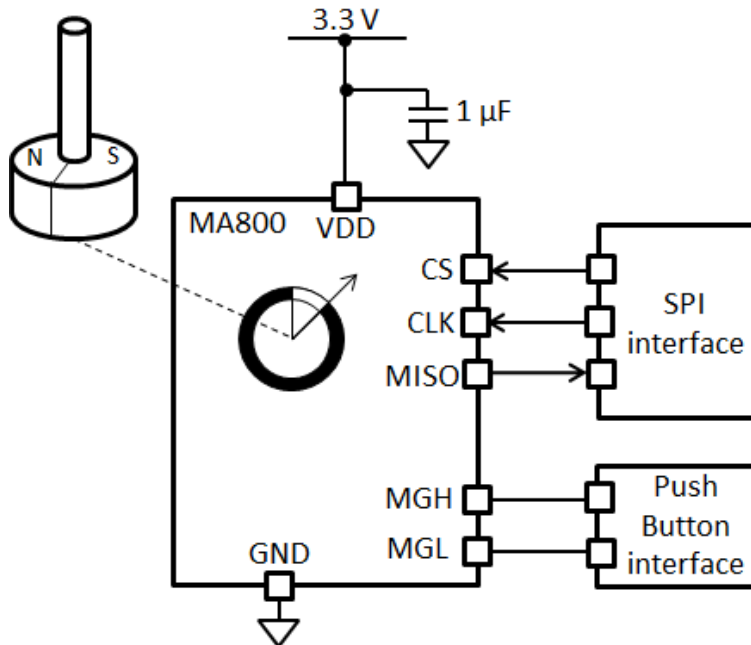 3.3 V
1 µF
N
S
MA800
VDD
CS
CLK
MISO
SPI
interface
MGH
MGL
Push
Button
interface
GND